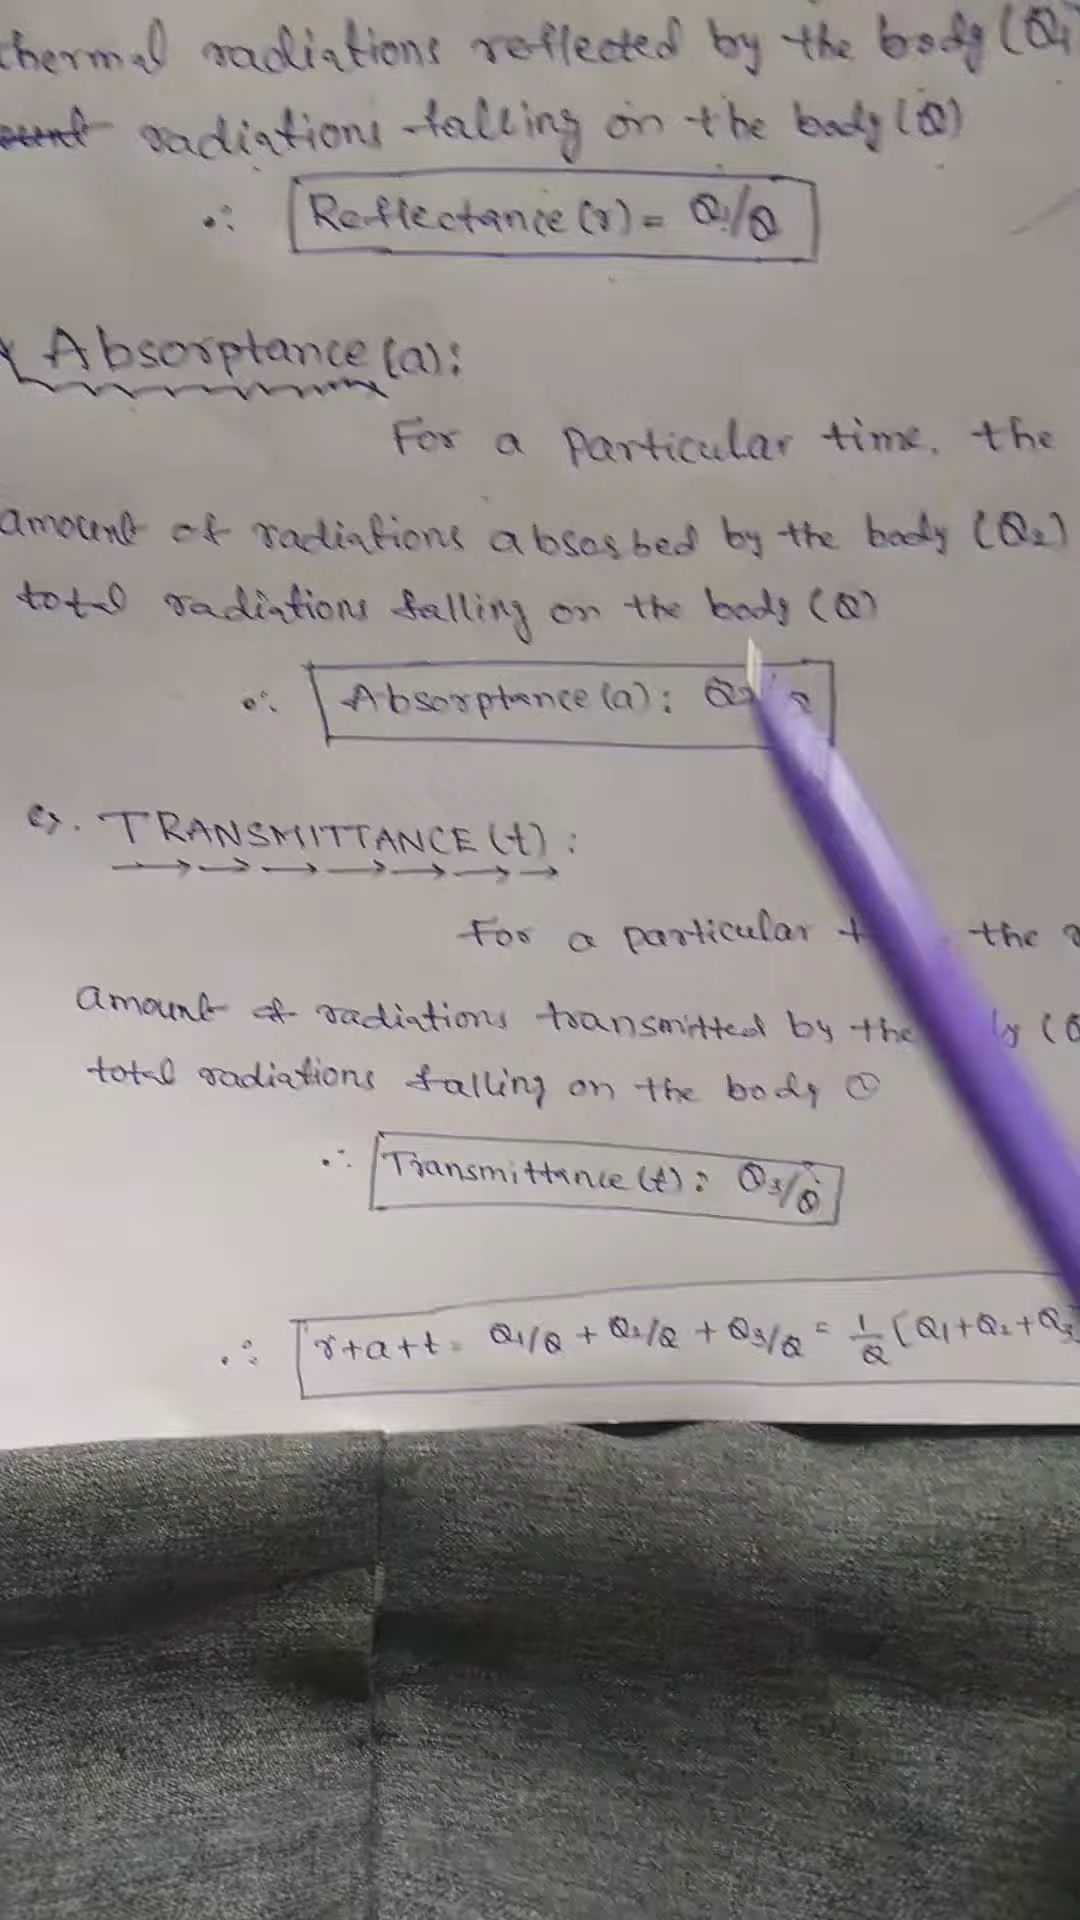 thermal radiations reflected by the body (Q1
radiations falling on the body (Q)
∴ Reflectance (r) = Q1/Q
Absorptance (a):
For a particular time, the
amount of radiations absorbed by the body (Q2)
total radiations falling on the body (Q)
∴ Absorptance (a):
c). TRANSMITTANCE (t):
For a particular the
amount of radiations transmitted by the
total radiations falling on the body
∴ Transmittance (t): Q3/Q
∴ r+a+t = Q1/Q + Q2/Q + Q3/Q = 1/Q [Q1+Q2+Q3